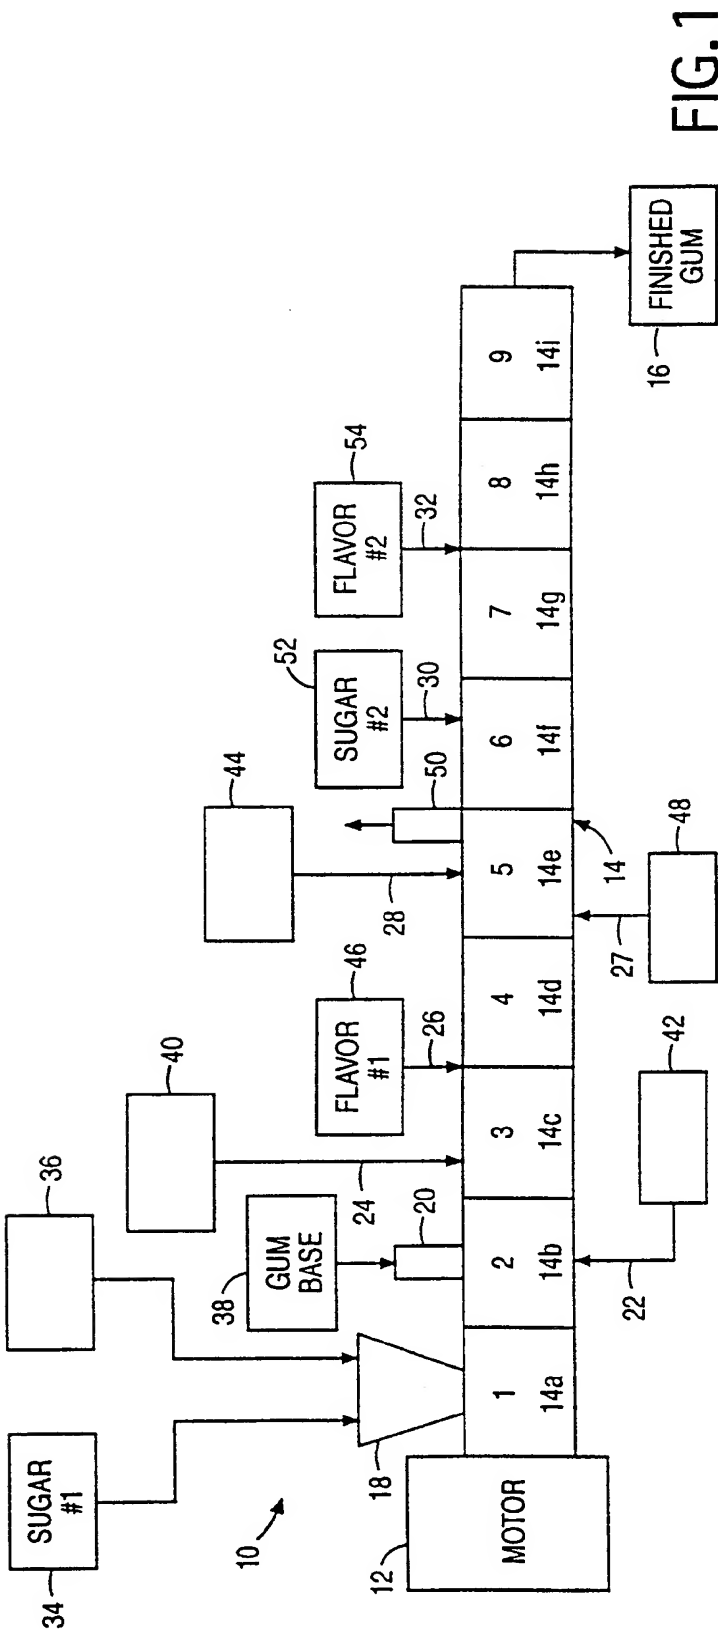 34
SUGAR
#1
36
10
18
12
MOTOR
38
GUM
BASE
20
40
24
FLAVOR
#1
46
26
44
28
50
52
SUGAR
#2
30
FLAVOR
#2
54
32
1
14a
2
14b
3
14c
4
14d
5
14e
6
14f
7
14g
8
14h
9
14i
22
42
27
48
14
16
FINISHED
GUM
FIG. 1